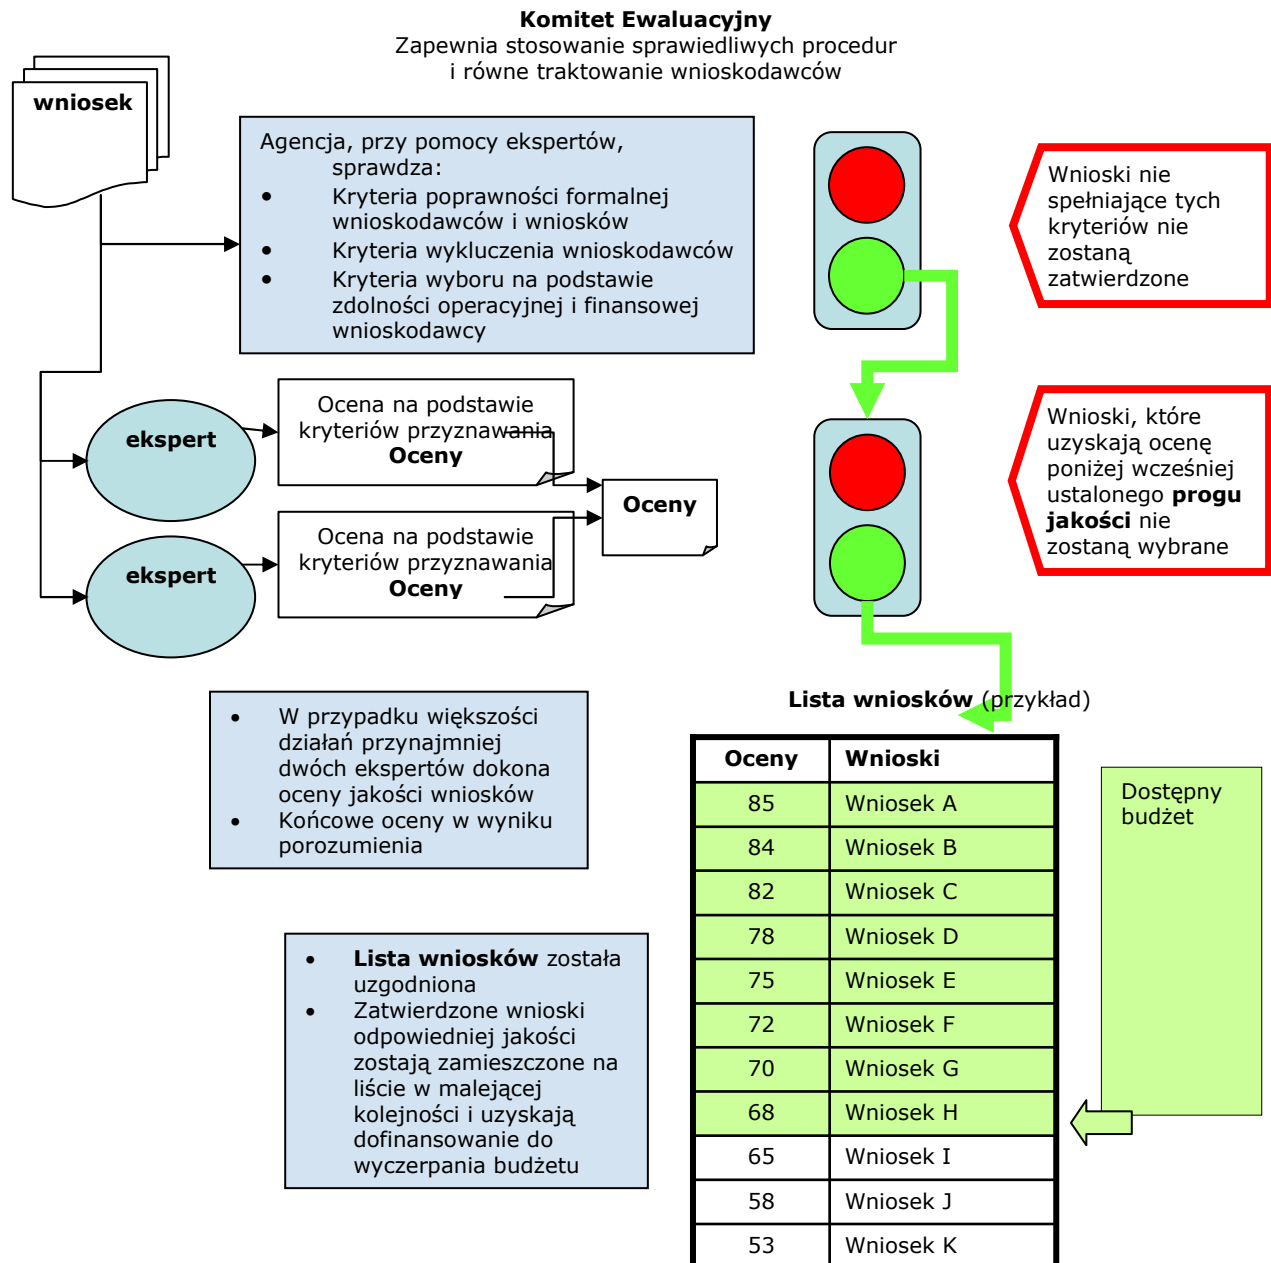 Komitet Ewaluacyjny
Zapewnia stosowanie sprawiedliwych procedur
i równe traktowanie wnioskodawców
wniosek
Agencja, przy pomocy ekspertów,
sprawdza:
• Kryteria poprawności formalnej
wnioskodawców i wniosków
• Kryteria wykluczenia wnioskodawców
• Kryteria wyboru na podstawie
zdolności operacyjnej i finansowej
wnioskodawcy
Wnioski nie
spełniające tych
kryteriów nie
zostaną
zatwierdzone
ekspert
Ocena na podstawie
kryteriów przyznawania
Oceny
ekspert
Ocena na podstawie
kryteriów przyznawania
Oceny
Oceny
Wnioski, które
uzyskają ocenę
poniżej wcześniej
ustalonego progu
jakości nie
zostaną wybrane
• W przypadku większości
działań przynajmniej
dwóch ekspertów dokona
oceny jakości wniosków
• Końcowe oceny w wyniku
porozumienia
• Lista wniosków została
uzgodniona
• Zatwierdzone wnioski
odpowiedniej jakości
zostają zamieszczone na
liście w malejącej
kolejności i uzyskają
dofinansowanie do
wyczerpania budżetu
Lista wniosków (przykład)
Oceny Wnioski
85 Wniosek A
84 Wniosek B
82 Wniosek C
78 Wniosek D
75 Wniosek E
72 Wniosek F
70 Wniosek G
68 Wniosek H
65 Wniosek I
58 Wniosek J
53 Wniosek K
Dostępny
budżet